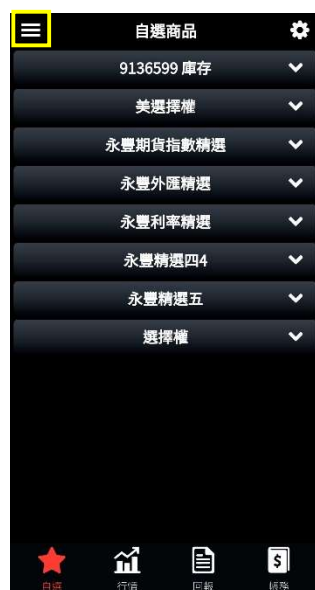 自選商品
9136599 庫存
美選擇權
永豐期貨指數精選
永豐外匯精選
永豐利率精選
永豐精選四4
永豐精選五
選擇權
自選 行情 回報 帳務